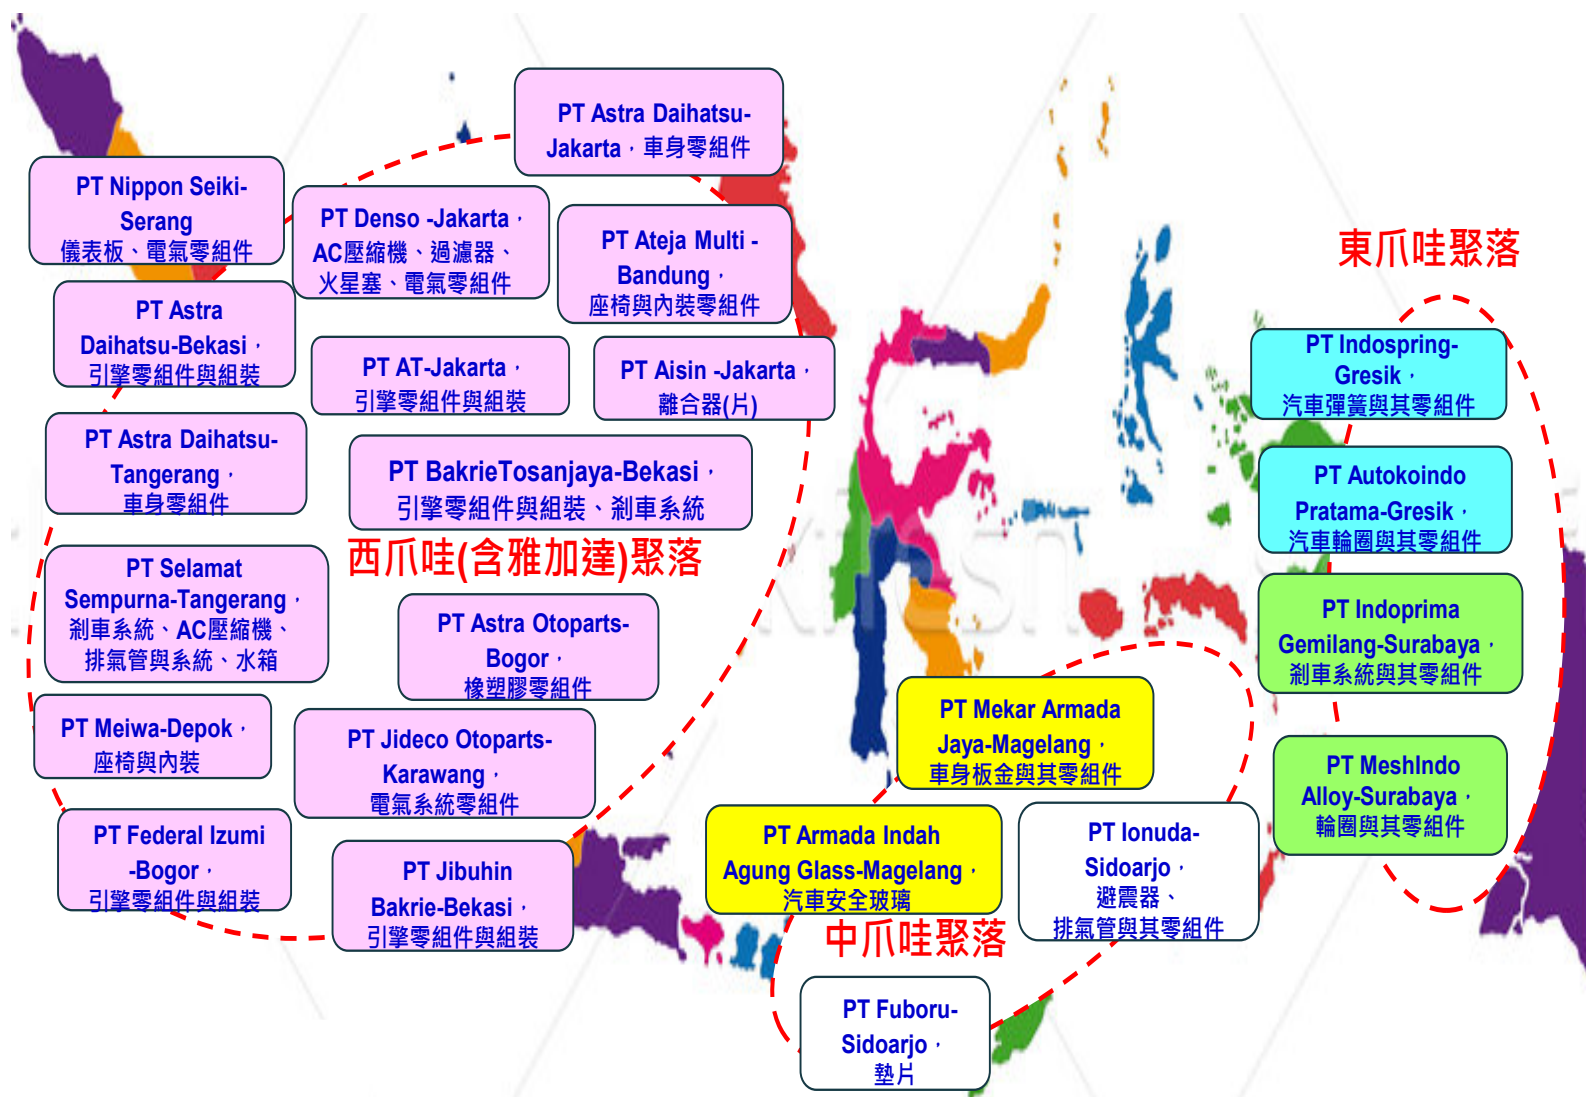 PT Astra Daihatsu-
Jakarta，車身零組件
PT Nippon Seiki-
Serang
儀表板、電氣零組件
PT Denso -Jakarta，
AC壓縮機、過濾器、
火星塞、電氣零組件
PT Ateja Multi -
Bandung，
座椅與內裝零組件
PT Astra
Daihatsu-Bekasi，
引擎零組件與組裝
PT AT-Jakarta，
引擎零組件與組裝
PT Aisin -Jakarta，
離合器(片)
PT Astra Daihatsu-
Tangerang，
車身零組件
PT BakrieTosanjaya-Bekasi，
引擎零組件與組裝、剎車系統
西爪哇(含雅加達)聚落
PT Selamat
Sempurna-Tangerang，
剎車系統、AC壓縮機、
排氣管與系統、水箱
PT Astra Otoparts-
Bogor，
橡塑膠零組件
PT Meiwa-Depok，
座椅與內裝
PT Jideco Otoparts-
Karawang，
電氣系統零組件
PT Federal Izumi
-Bogor，
引擎零組件與組裝
PT Jibuhin
Bakrie-Bekasi，
引擎零組件與組裝
PT Mekar Armada
Jaya-Magelang，
車身板金與其零組件
PT Armada Indah
Agung Glass-Magelang，
汽車安全玻璃
PT Ionuda-
Sidoarjo，
避震器、
排氣管與其零組件
中爪哇聚落
PT Fuboru-
Sidoarjo，
墊片
東爪哇聚落
PT Indospring-
Gresik，
汽車彈簧與其零組件
PT Autokoindo
Pratama-Gresik，
汽車輪圈與其零組件
PT Indoprima
Gemilang-Surabaya，
剎車系統與其零組件
PT MeshIndo
Alloy-Surabaya，
輪圈與其零組件